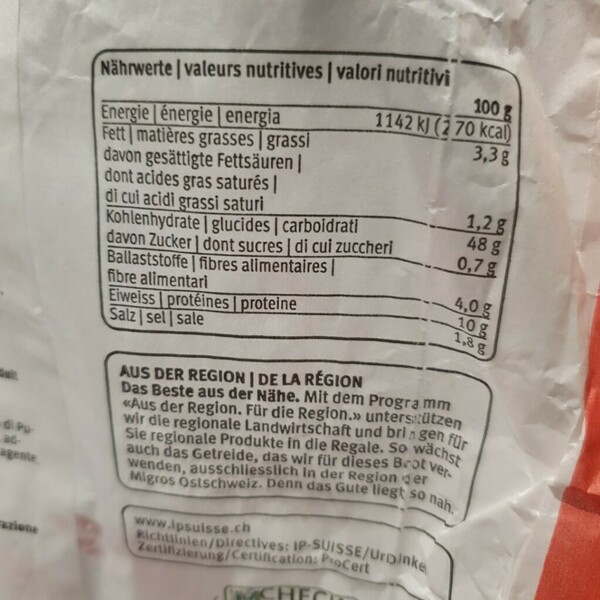 Nährwerte | valeurs nutritives | valori nutritivi
100 g
Energie | énergie | energia 1142 kJ (270 kcal)
Fett | matières grasses | grassi 3,3 g
davon gesättigte Fettsäuren |
dont acides gras saturés |
di cui acidi grassi saturi 1,2 g
Kohlenhydrate | glucides | carboidrati 48 g
davon Zucker | dont sucres | di cui zuccheri 0,7 g
Ballaststoffe | fibres alimentaires |
fibre alimentari 4,0 g
Eiweiss | protéines | proteine 10 g
Salz | sel | sale 1,8 g
AUS DER REGION | DE LA RÉGION
Das Beste aus der Nähe. Mit dem Programm
«Aus der Region. Für die Region.» unterstützen
wir die regionale Landwirtschaft und bringen für
Sie regionale Produkte in die Regale. So wächst
auch das Getreide, das wir für dieses Brot ver-
wenden, ausschliesslich in der Region der
Migros Ostschweiz. Denn das Gute liegt so nah.
www.ipsuisse.ch
Richtlinien/Directives: IP-SUISSE/UrDinkel
Zertifizierung/Certification: ProCert
di Pu-
ad-
agente
razione